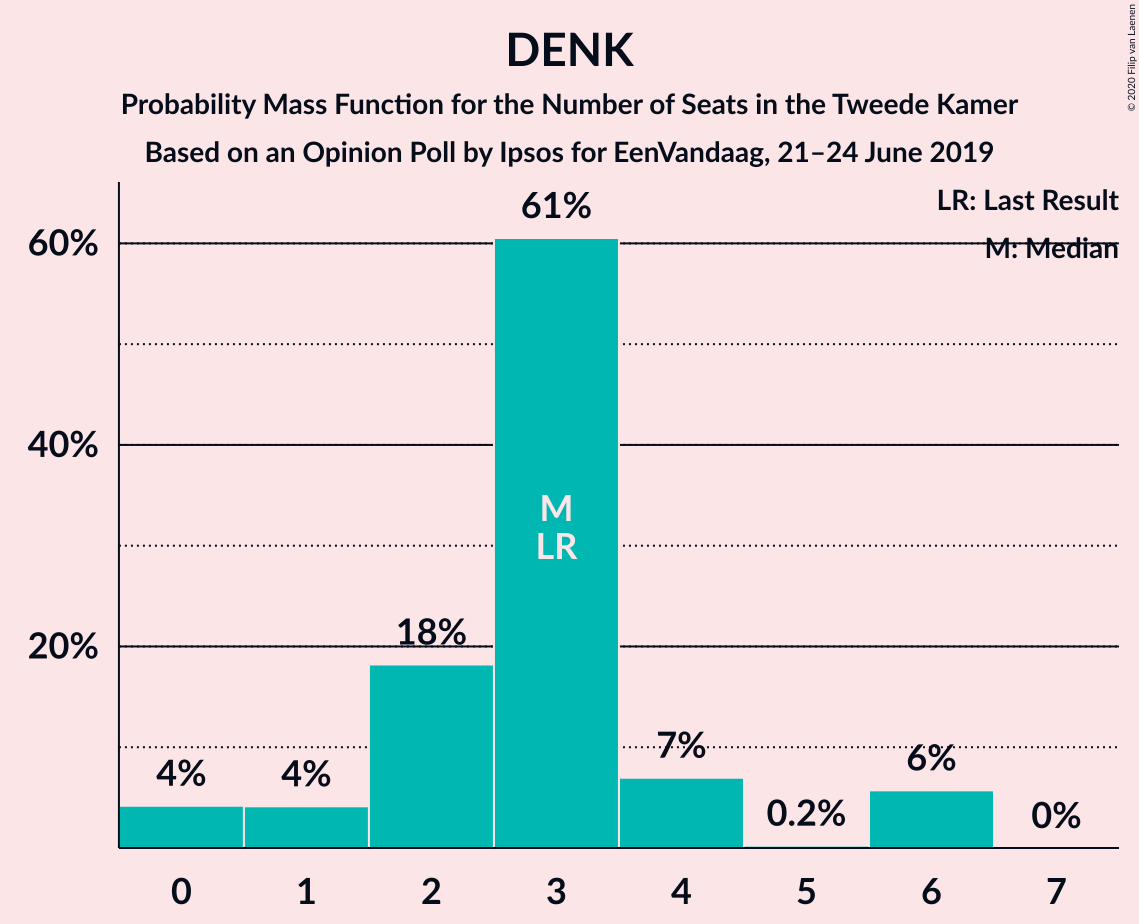 DENK
Probability Mass Function for the Number of Seats in the Tweede Kamer
Based on an Opinion Poll by Ipsos for EenVandaag, 21–24 June 2019
© 2020 Filip van Laenen
LR: Last Result
M: Median
60%
40%
20%
4%
4%
18%
61%
M
LR
7%
0.2%
6%
0%
0 1 2 3 4 5 6 7